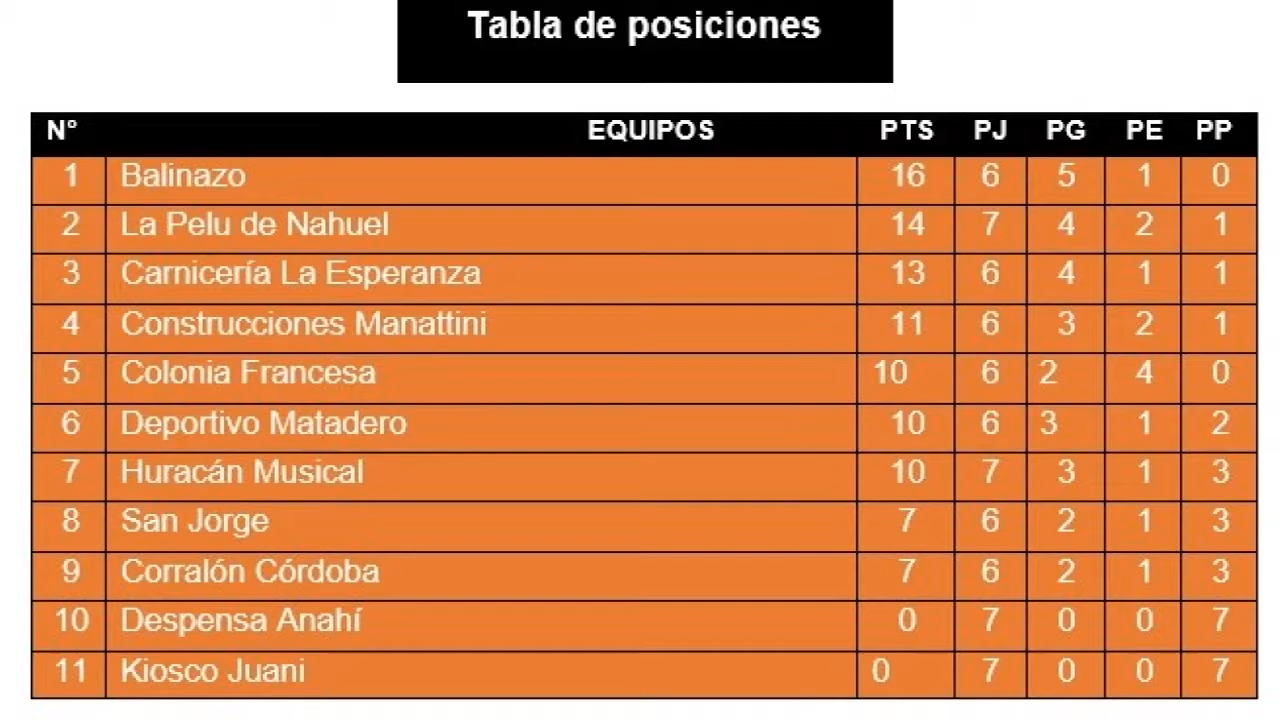 Tabla de posiciones
N° EQUIPOS PTS PJ PG PE PP
1 Balinazo 16 6 5 1 0
2 La Pelu de Nahuel 14 7 4 2 1
3 Carnicería La Esperanza 13 6 4 1 1
4 Construcciones Manattini 11 6 3 2 1
5 Colonia Francesa 10 6 2 4 0
6 Deportivo Matadero 10 6 3 1 2
7 Huracán Musical 10 7 3 1 3
8 San Jorge 7 6 2 1 3
9 Corralón Córdoba 7 6 2 1 3
10 Despensa Anahí 0 7 0 0 7
11 Kiosco Juani 0 7 0 0 7